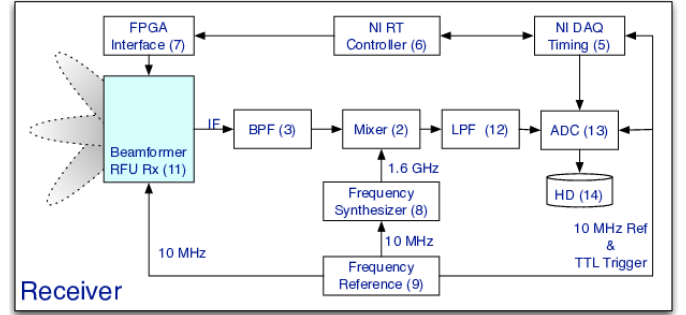 FPGA
Interface (7)
NI RT
Controller (6)
NI DAQ
Timing (5)
IF
BPF (3)
Mixer (2)
LPF (12)
ADC (13)
Beamformer
RFU Rx (11)
1.6 GHz
HD (14)
Frequency
Synthesizer (8)
10 MHz
10 MHz
10 MHz Ref
&
TTL Trigger
Frequency
Reference (9)
Receiver